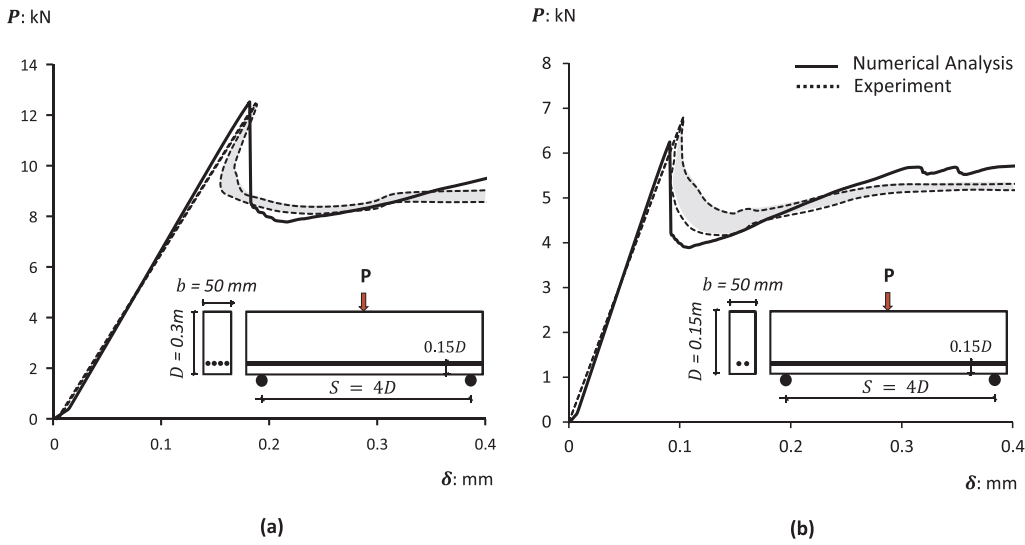 P: kN
14
12
10
8
6
4
2
0
0
0.1
0.2
0.3
0.4
δ: mm
b = 50 mm
D = 0.3m
P
0.15D
S = 4D
(a)
P: kN
8
7
6
5
4
3
2
1
0
0
0.1
0.2
0.3
0.4
δ: mm
Numerical Analysis
Experiment
b = 50 mm
D = 0.15m
P
0.15D
S = 4D
(b)